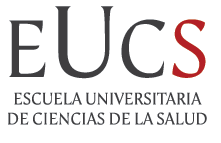 EUCS
ESCUELA UNIVERSITARIA
DE CIENCIAS DE LA SALUD